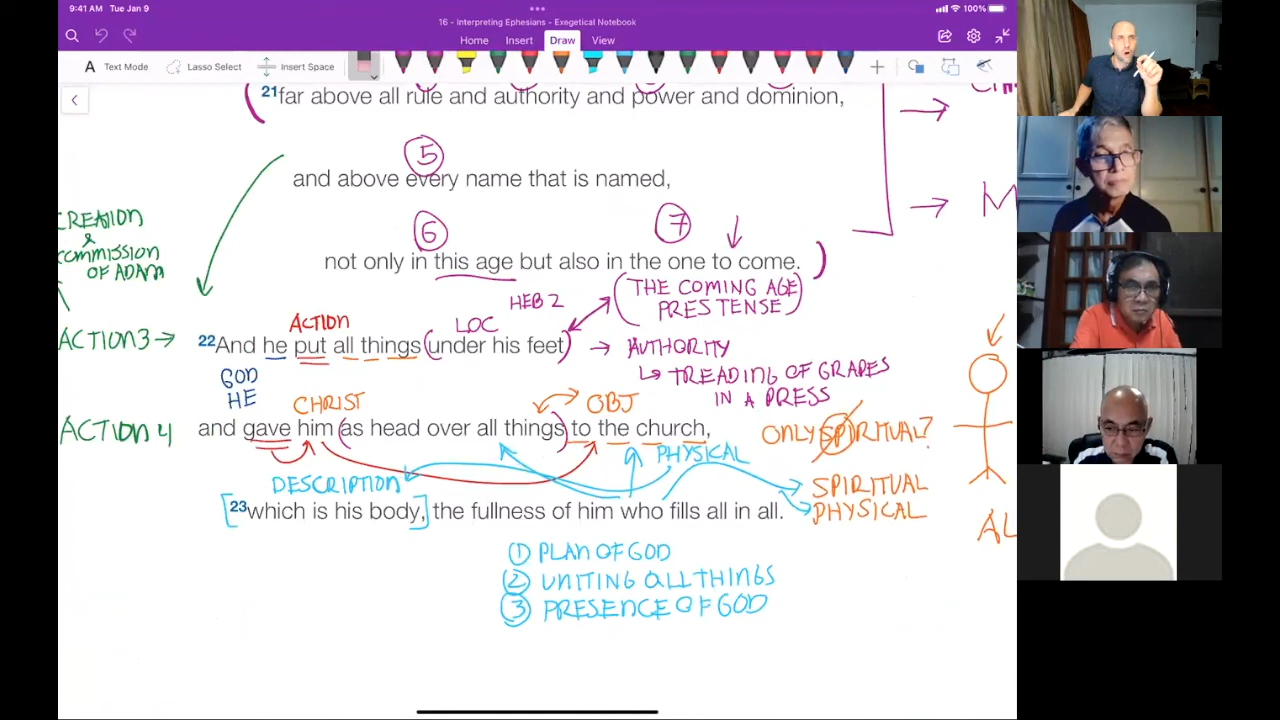 9:41 AM Tue Jan 9
100%
16 - Interpreting Ephesians - Exegetical Notebook
Home Insert Draw View
A Text Mode Lasso Select Insert Space
21 far above all rule and authority and power and dominion,
5
and above every name that is named,
6 7
CREATION
&
COMMISSION
OF ADAM
not only in this age but also in the one to come.
HEB 2
(THE COMING AGE
PRES TENSE)
ACTION LOC
ACTION 3
22 And he put all things (under his feet) AUTHORITY
GOD
HE
TREADING OF GRAPES
IN A PRESS
CHRIST OBJ
ACTION 4
and gave him (as head over all things) to the church,
ONLY SPIRITUAL?
PHYSICAL
DESCRIPTION
SPIRITUAL
PHYSICAL
[23 which is his body,] the fullness of him who fills all in all.
1 PLAN OF GOD
2 UNITING ALL THINGS
3 PRESENCE OF GOD